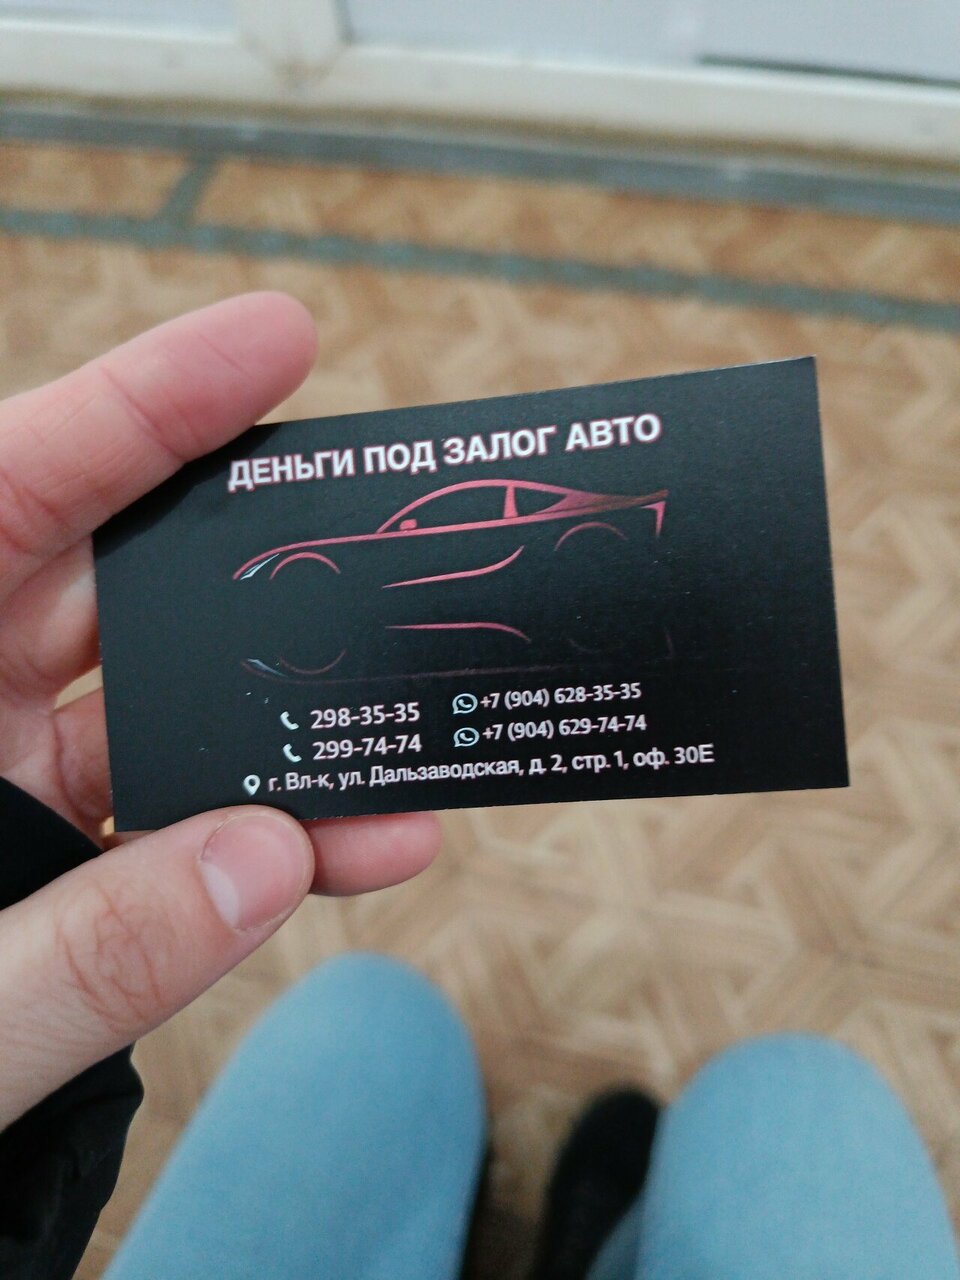 ДЕНЬГИ ПОД ЗАЛОГ АВТО
298-35-35 +7 (904) 628-35-35
299-74-74 +7 (904) 629-74-74
г. Вл-к, ул. Дальзаводская, д. 2, стр. 1, оф. 30Е